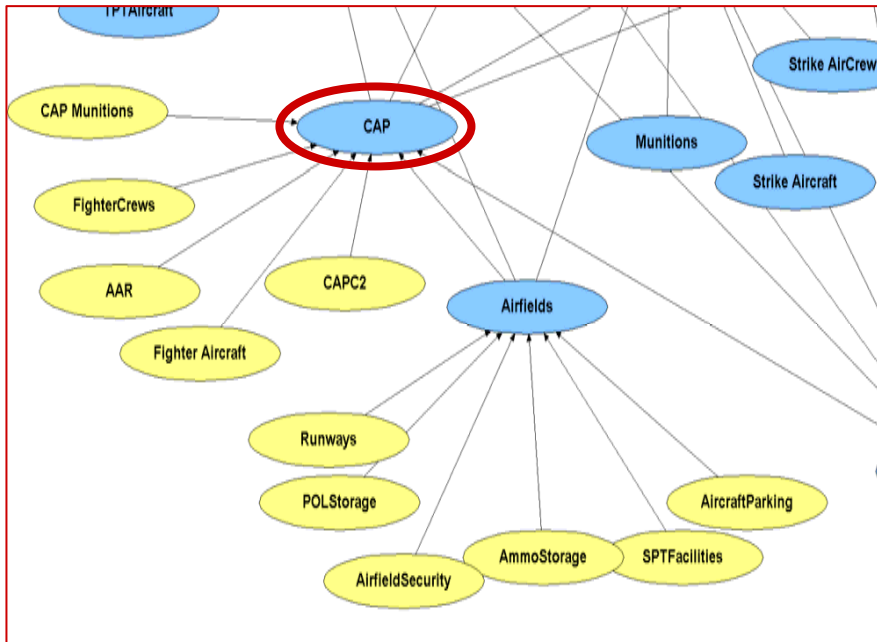 TPTAircraft
Strike AirCrew
CAP Munitions
CAP
Munitions
Strike Aircraft
FighterCrews
AAR
CAPC2
Airfields
Fighter Aircraft
Runways
POLStorage
AircraftParking
AmmoStorage
SPTFacilities
AirfieldSecurity